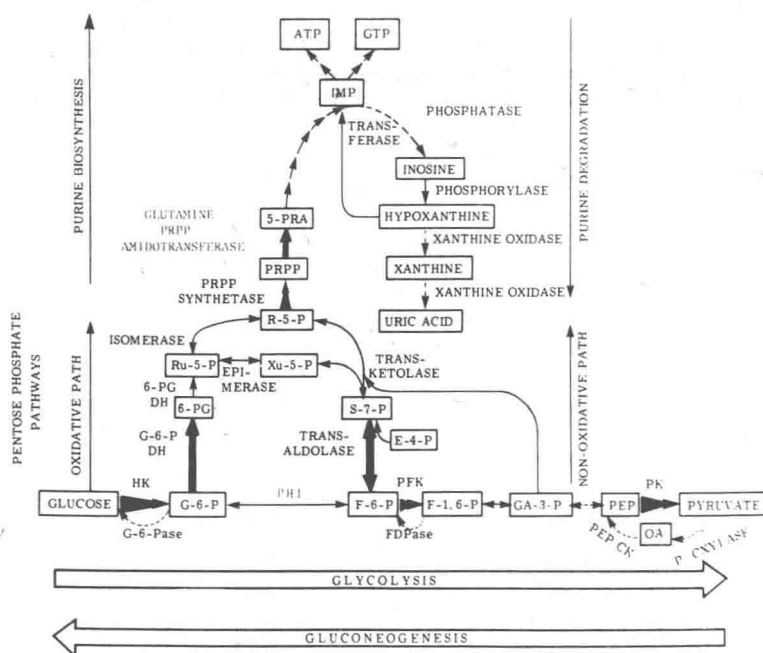 ATP
GTP
IMP
PHOSPHATASE
TRANS-
FERASE
INOSINE
PHOSPHORYLASE
HYPOXANTHINE
XANTHINE OXIDASE
XANTHINE
XANTHINE OXIDASE
URIC ACID
PURINE BIOSYNTHESIS
PURINE DEGRADATION
5-PRA
GLUTAMINE
PRPP
AMIDOTRANSFERASE
PRPP
PRPP
SYNTHETASE
R-5-P
ISOMERASE
Ru-5-P
EPI-
MERASE
Xu-5-P
TRANS-
KETOLASE
6-PG
DH
6-PG
S-7-P
E-4-P
G-6-P
DH
TRANS-
ALDOLASE
PENTOSE PHOSPHATE
PATHWAYS
OXIDATIVE PATH
NON-OXIDATIVE PATH
GLUCOSE
HK
G-6-P
PHI
F-6-P
PFK
F-1,6-P
GA-3-P
PEP
PK
PYRUVATE
G-6-Pase
FDPase
PEP CK
OA
GLYCOLYSIS
GLUCONEOGENESIS